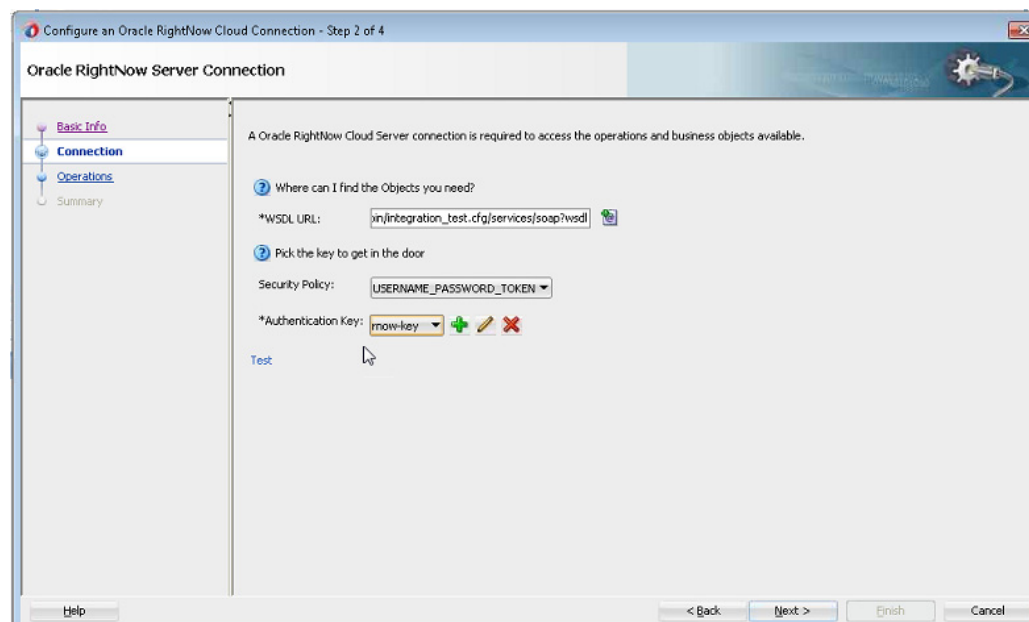 Configure an Oracle RightNow Cloud Connection - Step 2 of 4
Oracle RightNow Server Connection
Basic Info
Connection
Operations
Summary
A Oracle RightNow Cloud Server connection is required to access the operations and business objects available.
Where can I find the Objects you need?
*WSDL URL: in/integration_test.cfg/services/soap?wsdl
Pick the key to get in the door
Security Policy: USERNAME_PASSWORD_TOKEN
*Authentication Key: rnow-key
Test
Help
< Back Next > Finish Cancel